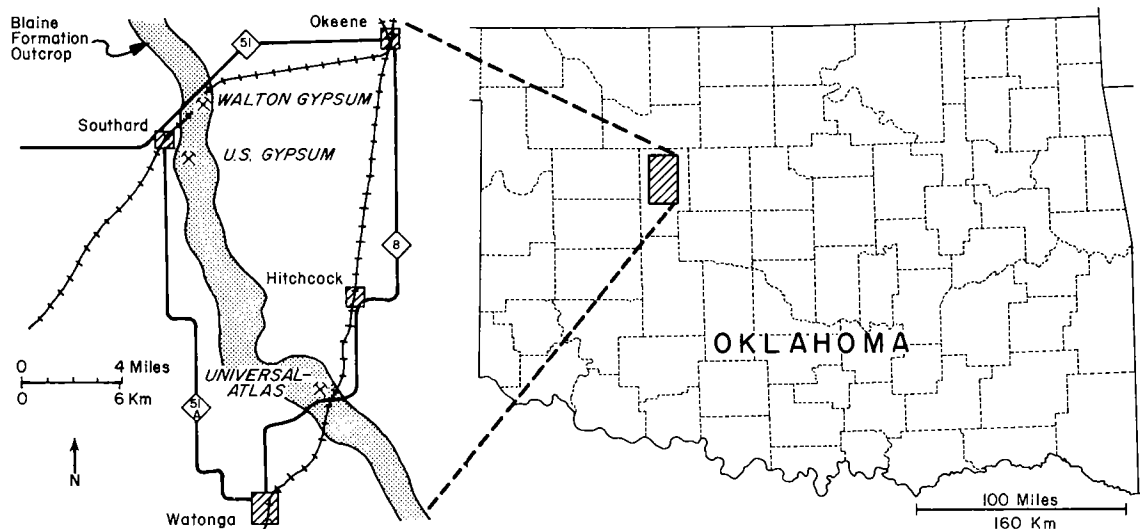 Blaine
Formation
Outcrop
Okeene
51
WALTON GYPSUM
Southard
U.S. GYPSUM
8
Hitchcock
0 4 Miles
0 6 Km
UNIVERSAL-
ATLAS
51
A
N
Watonga
OKLAHOMA
100 Miles
160 Km